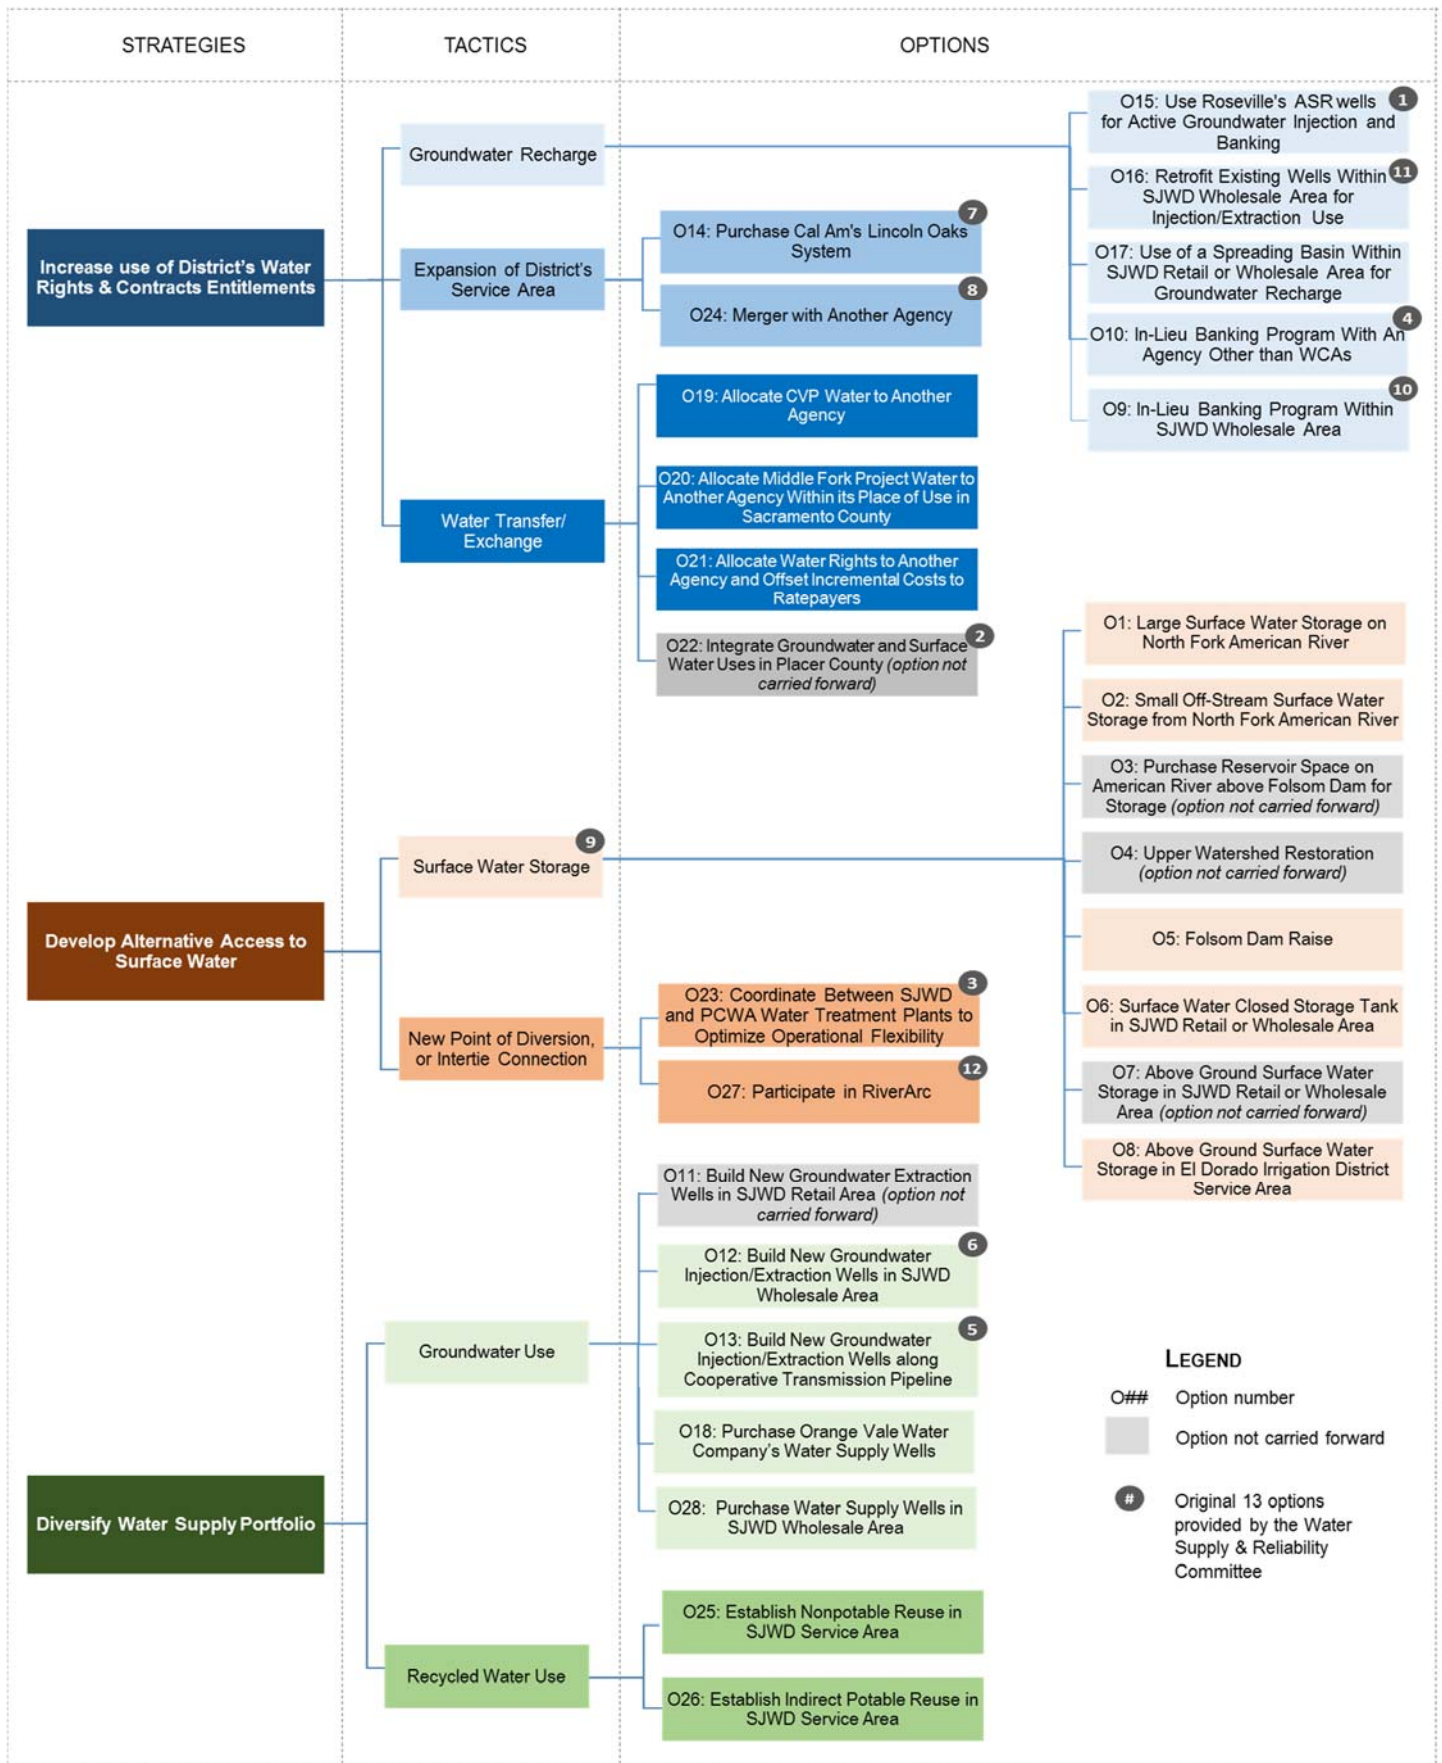 STRATEGIES
TACTICS
OPTIONS
Increase use of District's Water
Rights & Contracts Entitlements
Groundwater Recharge
O15: Use Roseville's ASR wells
for Active Groundwater Injection and
Banking
1
O16: Retrofit Existing Wells Within
SJWD Wholesale Area for
Injection/Extraction Use
11
O17: Use of a Spreading Basin Within
SJWD Retail or Wholesale Area for
Groundwater Recharge
O10: In-Lieu Banking Program With An
Agency Other than WCAs
4
O9: In-Lieu Banking Program Within
SJWD Wholesale Area
10
Expansion of District's
Service Area
O14: Purchase Cal Am's Lincoln Oaks
System
7
O24: Merger with Another Agency
8
Water Transfer/
Exchange
O19: Allocate CVP Water to Another
Agency
O20: Allocate Middle Fork Project Water to
Another Agency Within its Place of Use in
Sacramento County
O21: Allocate Water Rights to Another
Agency and Offset Incremental Costs to
Ratepayers
O22: Integrate Groundwater and Surface
Water Uses in Placer County (option not
carried forward)
2
Develop Alternative Access to
Surface Water
Surface Water Storage
9
O1: Large Surface Water Storage on
North Fork American River
O2: Small Off-Stream Surface Water
Storage from North Fork American River
O3: Purchase Reservoir Space on
American River above Folsom Dam for
Storage (option not carried forward)
O4: Upper Watershed Restoration
(option not carried forward)
O5: Folsom Dam Raise
O6: Surface Water Closed Storage Tank
in SJWD Retail or Wholesale Area
O7: Above Ground Surface Water
Storage in SJWD Retail or Wholesale
Area (option not carried forward)
O8: Above Ground Surface Water
Storage in El Dorado Irrigation District
Service Area
New Point of Diversion,
or Intertie Connection
O23: Coordinate Between SJWD
and PCWA Water Treatment Plants to
Optimize Operational Flexibility
3
O27: Participate in RiverArc
12
Diversify Water Supply Portfolio
Groundwater Use
O11: Build New Groundwater Extraction
Wells in SJWD Retail Area (option not
carried forward)
O12: Build New Groundwater
Injection/Extraction Wells in SJWD
Wholesale Area
6
O13: Build New Groundwater
Injection/Extraction Wells along
Cooperative Transmission Pipeline
5
O18: Purchase Orange Vale Water
Company's Water Supply Wells
O28: Purchase Water Supply Wells in
SJWD Wholesale Area
Recycled Water Use
O25: Establish Nonpotable Reuse in
SJWD Service Area
O26: Establish Indirect Potable Reuse in
SJWD Service Area
LEGEND
O## Option number
Option not carried forward
# Original 13 options
provided by the Water
Supply & Reliability
Committee